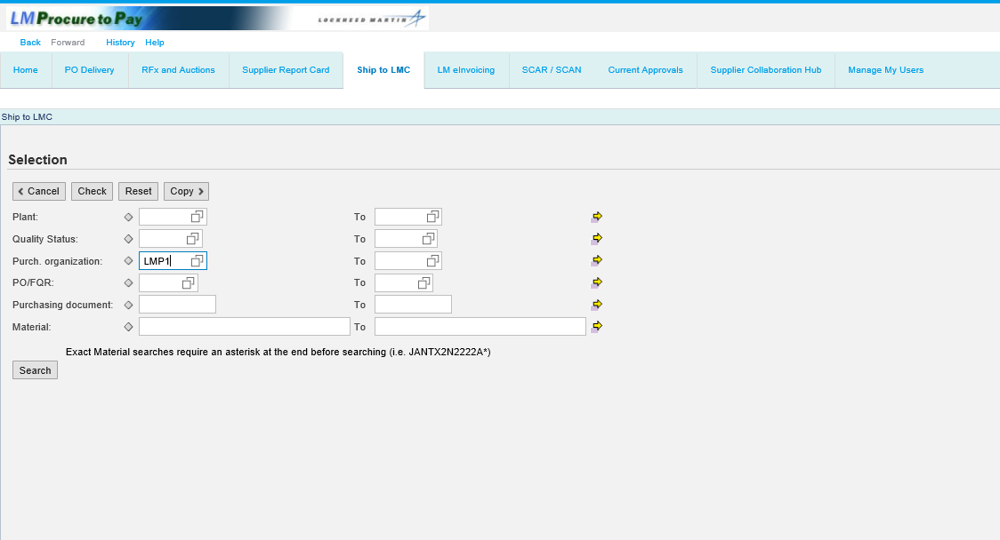 LM Procure to Pay LOCKHEED MARTIN
Back Forward History Help
Home PO Delivery RFx and Auctions Supplier Report Card Ship to LMC LM eInvoicing SCAR / SCAN Current Approvals Supplier Collaboration Hub Manage My Users
Ship to LMC
Selection
Cancel Check Reset Copy
Plant: To
Quality Status: To
Purch. organization: LMP1 To
PO/FQR: To
Purchasing document: To
Material: To
Exact Material searches require an asterisk at the end before searching (i.e. JANTX2N2222A*)
Search